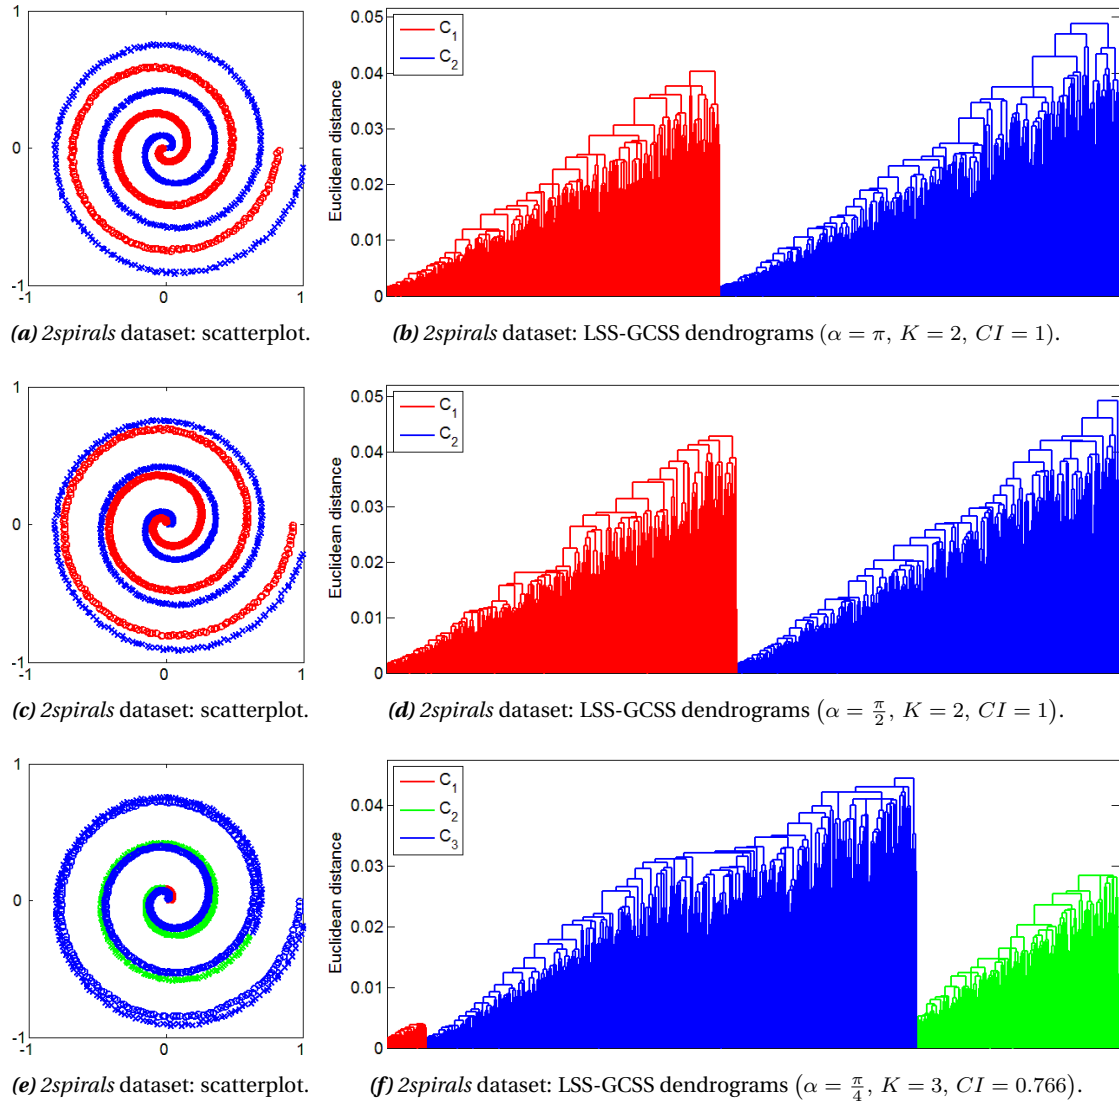 1
0
-1
-1
0
1
0.05
0.04
0.03
0.02
0.01
0
Euclidean distance
C₁
C₂
(a) 2spirals dataset: scatterplot.
(b) 2spirals dataset: LSS-GCSS dendrograms (α = π, K = 2, CI = 1).
1
0
-1
-1
0
1
0.05
0.04
0.03
0.02
0.01
0
Euclidean distance
C₁
C₂
(c) 2spirals dataset: scatterplot.
(d) 2spirals dataset: LSS-GCSS dendrograms (α = π/2, K = 2, CI = 1).
1
0
-1
-1
0
1
0.04
0.03
0.02
0.01
0
Euclidean distance
C₁
C₂
C₃
(e) 2spirals dataset: scatterplot.
(f) 2spirals dataset: LSS-GCSS dendrograms (α = π/4, K = 3, CI = 0.766).